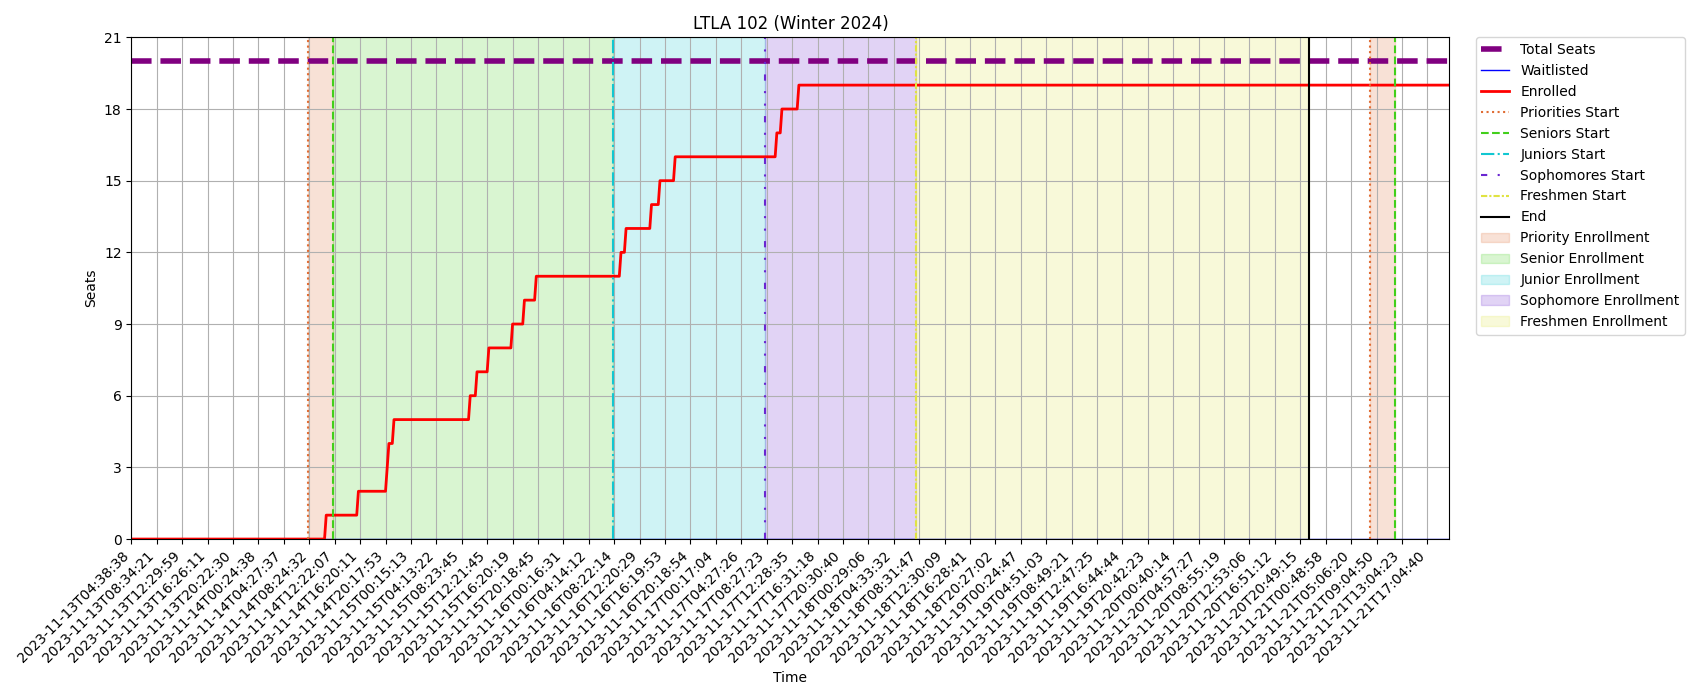 LTLA 102 (Winter 2024)
Seats
21
18
15
12
9
6
3
0
2023-11-13T04:38:38
2023-11-13T08:34:21
2023-11-13T12:29:59
2023-11-13T16:26:11
2023-11-13T20:22:30
2023-11-14T00:24:38
2023-11-14T04:27:37
2023-11-14T08:24:32
2023-11-14T12:22:07
2023-11-14T16:20:11
2023-11-14T20:17:53
2023-11-15T00:15:13
2023-11-15T04:13:22
2023-11-15T08:23:45
2023-11-15T12:21:45
2023-11-15T16:20:19
2023-11-15T20:18:45
2023-11-16T00:16:31
2023-11-16T04:14:12
2023-11-16T08:22:14
2023-11-16T12:20:29
2023-11-16T16:19:53
2023-11-16T20:18:54
2023-11-17T00:17:04
2023-11-17T04:27:26
2023-11-17T08:27:23
2023-11-17T12:28:35
2023-11-17T16:31:18
2023-11-17T20:30:40
2023-11-18T00:29:06
2023-11-18T04:33:32
2023-11-18T08:31:47
2023-11-18T12:30:09
2023-11-18T16:28:41
2023-11-18T20:27:02
2023-11-19T00:24:47
2023-11-19T04:51:03
2023-11-19T08:49:21
2023-11-19T12:47:25
2023-11-19T16:44:44
2023-11-19T20:42:23
2023-11-20T00:40:14
2023-11-20T04:57:27
2023-11-20T08:55:19
2023-11-20T12:53:06
2023-11-20T16:51:12
2023-11-20T20:49:15
2023-11-21T00:48:58
2023-11-21T05:06:20
2023-11-21T09:04:50
2023-11-21T13:04:23
2023-11-21T17:04:40
Time
Total Seats
Waitlisted
Enrolled
Priorities Start
Seniors Start
Juniors Start
Sophomores Start
Freshmen Start
End
Priority Enrollment
Senior Enrollment
Junior Enrollment
Sophomore Enrollment
Freshmen Enrollment